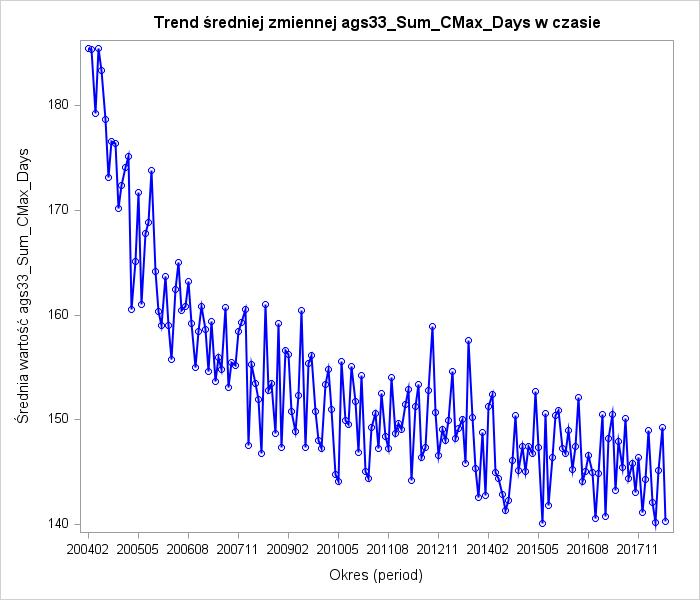 Trend średniej zmiennej ags33_Sum_CMax_Days w czasie
Średnia wartość ags33_Sum_CMax_Days
180
170
160
150
140
200402 200505 200608 200711 200902 201005 201108 201211 201402 201505 201608 201711
Okres (period)